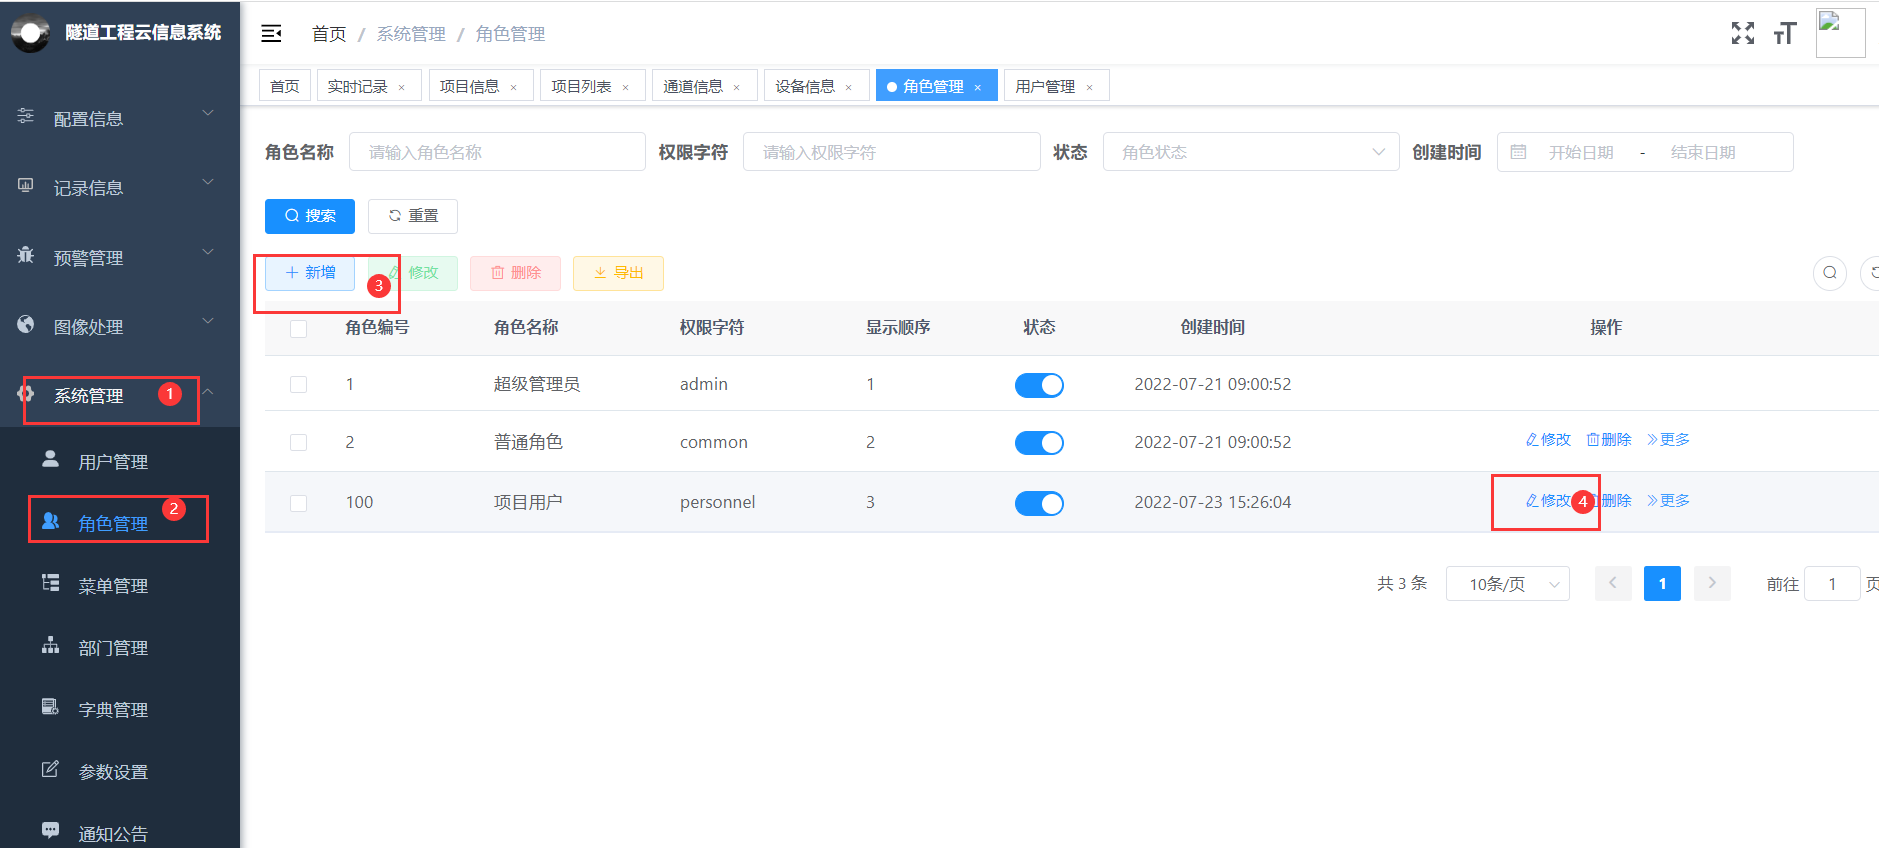 隧道工程云信息系统
首页 / 系统管理 / 角色管理
首页 实时记录 × 项目信息 × 项目列表 × 通道信息 × 设备信息 × 角色管理 × 用户管理 ×
配置信息
记录信息
预警管理
图像处理
系统管理 1
用户管理
角色管理 2
菜单管理
部门管理
字典管理
参数设置
通知公告
角色名称 请输入角色名称 权限字符 请输入权限字符 状态 角色状态 创建时间 开始日期 - 结束日期
搜索 重置
新增 3 修改 删除 导出
角色编号 角色名称 权限字符 显示顺序 状态 创建时间 操作
1 超级管理员 admin 1 2022-07-21 09:00:52
2 普通角色 common 2 2022-07-21 09:00:52 修改 删除 更多
100 项目用户 personnel 3 2022-07-23 15:26:04 修改 4 删除 更多
共 3 条 10条/页 1 前往 1 页